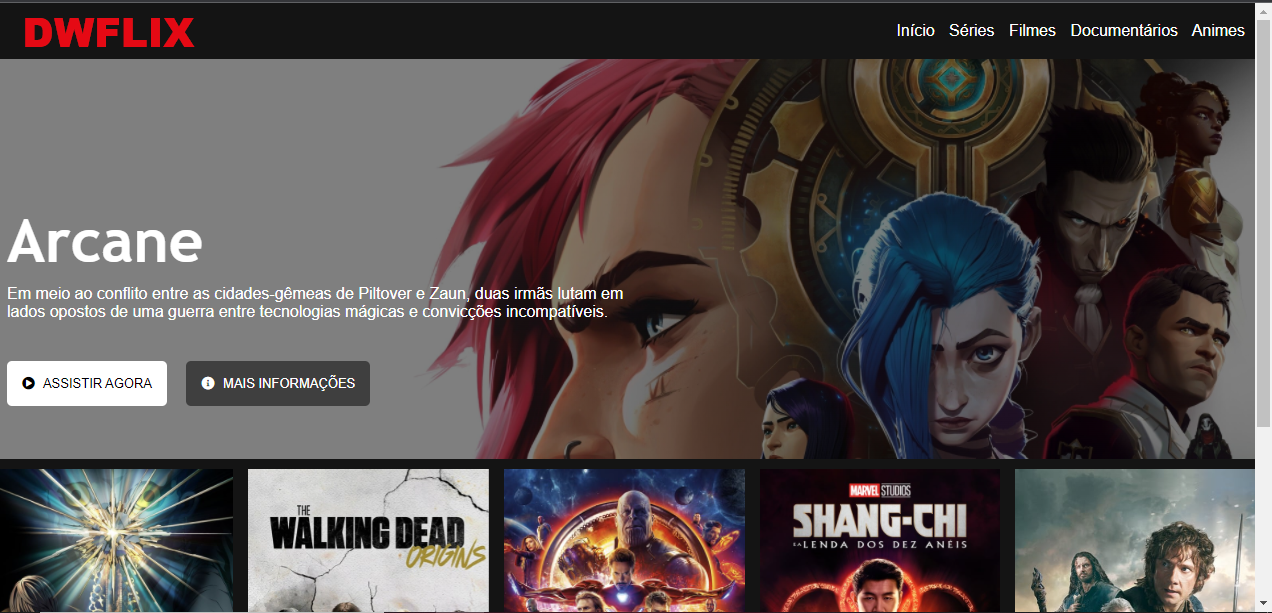 DWFLIX
Início Séries Filmes Documentários Animes
Arcane
Em meio ao conflito entre as cidades-gêmeas de Piltover e Zaun, duas irmãs lutam em
lados opostos de uma guerra entre tecnologias mágicas e convicções incompatíveis.
ASSISTIR AGORA
MAIS INFORMAÇÕES
THE
WALKING DEAD
ORIGINS
MARVEL STUDIOS
SHANG-CHI
E A LENDA DOS DEZ ANÉIS